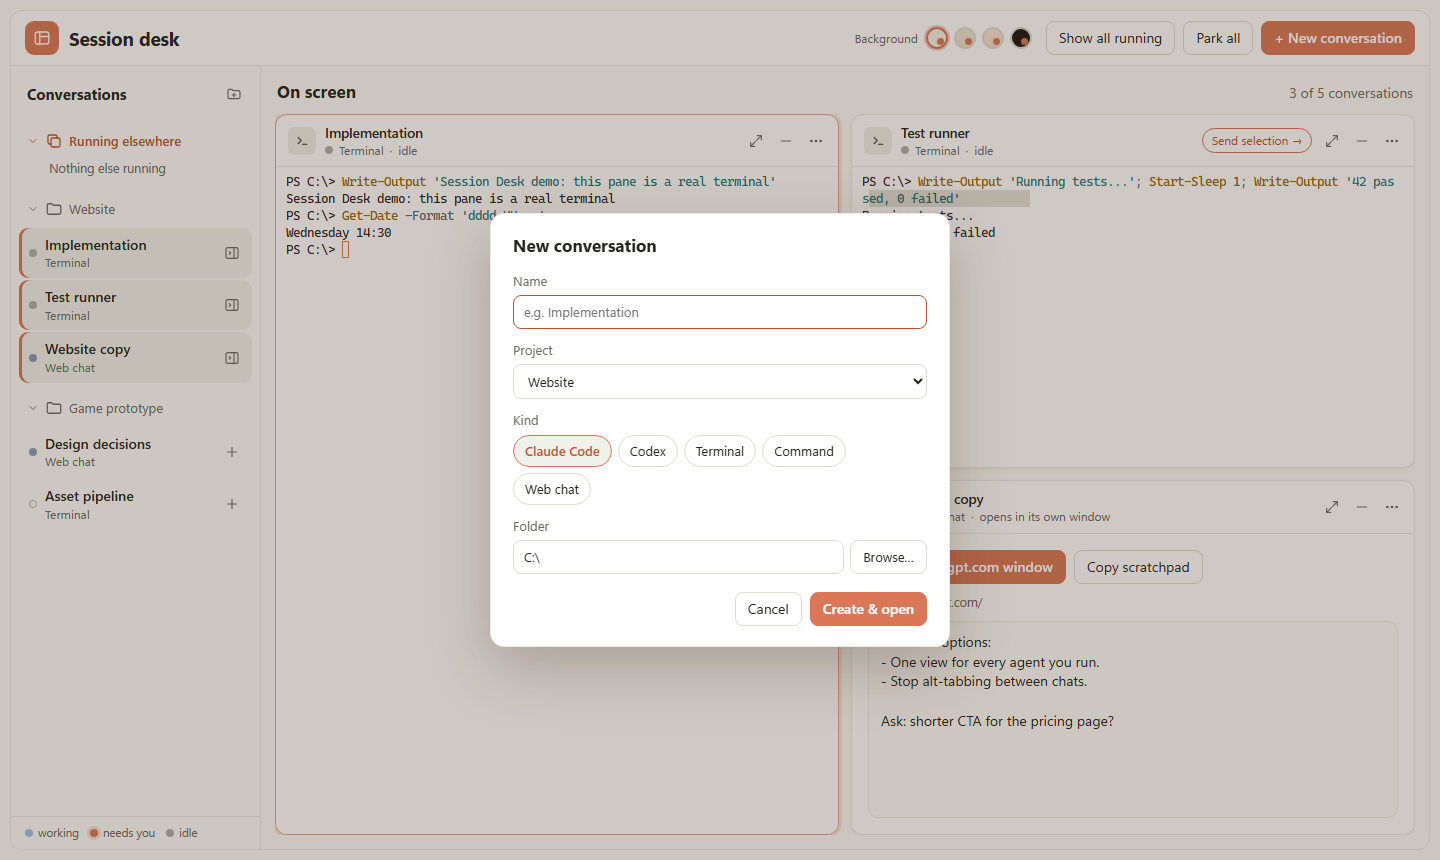 Session desk
Background
Show all running
Park all
+ New conversation
Conversations
Running elsewhere
Nothing else running
Website
Implementation
Terminal
Test runner
Terminal
Website copy
Web chat
Game prototype
Design decisions
Web chat
Asset pipeline
Terminal
working
needs you
idle
On screen
3 of 5 conversations
Implementation
Terminal · idle
PS C:\> Write-Output 'Session Desk demo: this pane is a real terminal'
Session Desk demo: this pane is a real terminal
PS C:\> Get-Date -Format 'dddd
Wednesday 14:30
PS C:\>
Test runner
Terminal · idle
Send selection →
PS C:\> Write-Output 'Running tests...'; Start-Sleep 1; Write-Output '42 pas
sed, 0 failed'
failed
New conversation
Name
e.g. Implementation
Project
Website
Kind
Claude Code
Codex
Terminal
Command
Web chat
Folder
C:\
Browse...
Cancel
Create & open
copy
· opens in its own window
window
Copy scratchpad
.com/
options:
- One view for every agent you run.
- Stop alt-tabbing between chats.
Ask: shorter CTA for the pricing page?